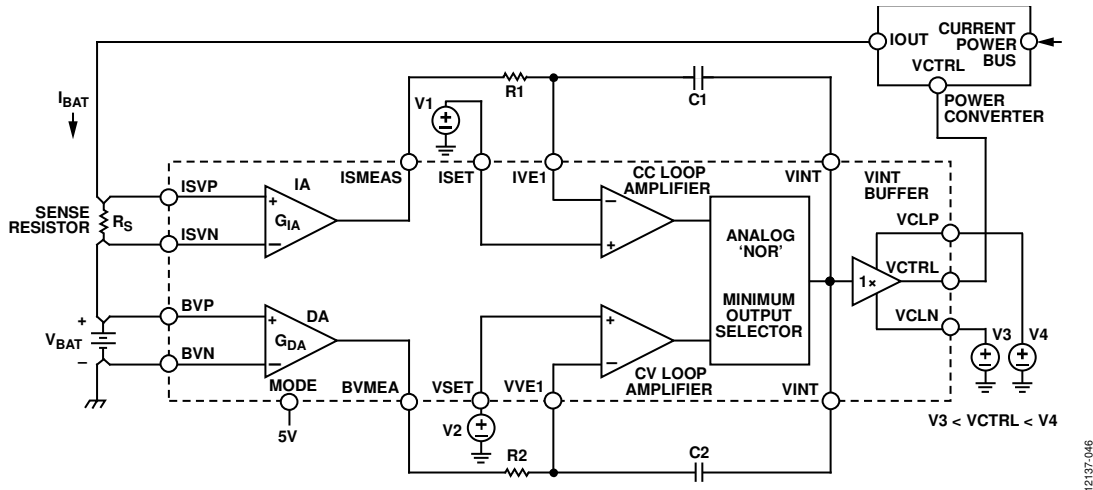 IOUT
CURRENT
POWER
BUS
VCTRL
POWER
CONVERTER
R1
C1
IBAT
V1
ISMEAS
ISET
IVE1
VINT
CC LOOP
AMPLIFIER
VINT
BUFFER
ISVP
IA
+
GIA
−
ISVN
SENSE
RESISTOR
RS
−
+
ANALOG
'NOR'
MINIMUM
OUTPUT
SELECTOR
VCLP
VCTRL
1×
VCLN
BVP
DA
+
GDA
−
BVN
+
VBAT
−
+
−
V3
V4
MODE
5V
BVMEA
VSET
VVE1
CV LOOP
AMPLIFIER
VINT
V2
V3 < VCTRL < V4
R2
C2
12137-046